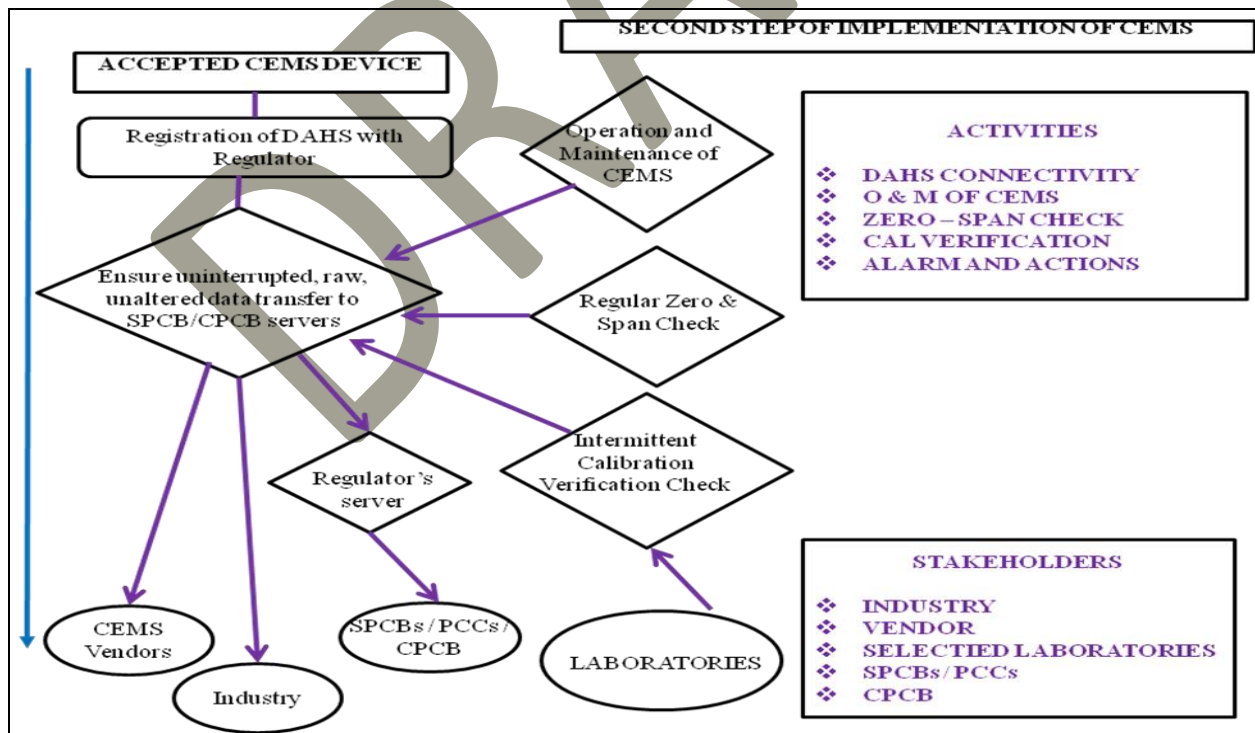 SECOND STEP OF IMPLEMENTATION OF CEMS
ACCEPTED CEMS DEVICE
Registration of DAHS with
Regulator
Operation and
Maintenance of
CEMS
Ensure uninterrupted, raw,
unaltered data transfer to
SPCB/CPCB servers
Regular Zero &
Span Check
Intermittent
Calibration
Verification Check
Regulator's
server
CEMS
Vendors
Industry
SPCBs / PCCs /
CPCB
LABORATORIES
ACTIVITIES
❖ DAHS CONNECTIVITY
❖ O & M OF CEMS
❖ ZERO – SPAN CHECK
❖ CAL VERIFICATION
❖ ALARM AND ACTIONS
STAKEHOLDERS
❖ INDUSTRY
❖ VENDOR
❖ SELECTIED LABORATORIES
❖ SPCBs / PCCs
❖ CPCB
DRA